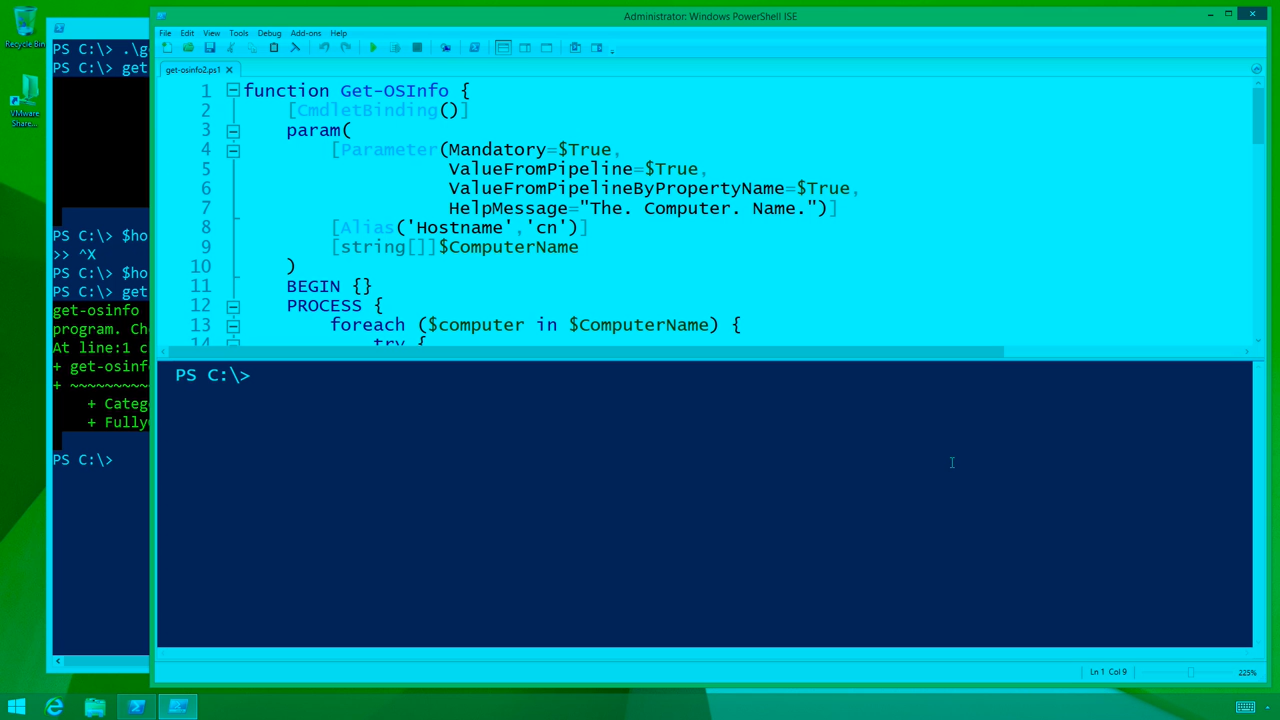 Administrator: Windows PowerShell ISE
Recycle Bin
VMware
Share...
File Edit View Tools Debug Add-ons Help
get-osinfo2.ps1
1 function Get-OSInfo {
2 [CmdletBinding()]
3 param(
4 [Parameter(Mandatory=$True,
5 ValueFromPipeline=$True,
6 ValueFromPipelineByPropertyName=$True,
7 HelpMessage="The. Computer. Name.")]
8 [Alias('Hostname','cn')]
9 [string[]]$ComputerName
10 )
11 BEGIN {}
12 PROCESS {
13 foreach ($computer in $ComputerName) {
14 try {
PS C:\>
PS C:\> .\g
PS C:\> get
PS C:\> $ho
>> ^X
PS C:\> $ho
PS C:\> get
get-osinfo
program. Ch
At line:1 c
+ get-osinf
+ ~~~~~~~~~
+ Categ
+ Fully
PS C:\>
Ln 1 Col 9
225%